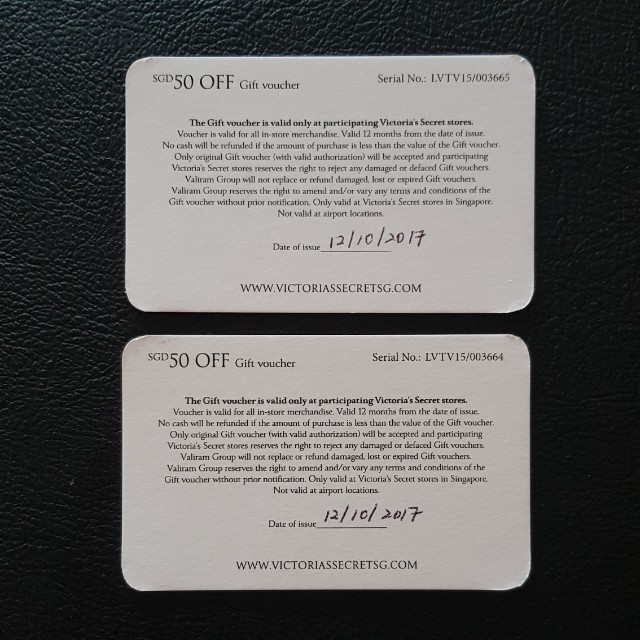 SGD50 OFF Gift voucher Serial No.: LVTV15/003665
The Gift voucher is valid only at participating Victoria's Secret stores.
Voucher is valid for all in-store merchandise. Valid 12 months from the date of issue.
No cash will be refunded if the amount of purchase is less than the value of the Gift voucher.
Only original Gift voucher (with valid authorization) will be accepted and participating
Victoria's Secret stores reserves the right to reject any damaged or defaced Gift vouchers.
Valiram Group will not replace or refund damaged, lost or expired Gift vouchers.
Valiram Group reserves the right to amend and/or vary any terms and conditions of the
Gift voucher without prior notification. Only valid at Victoria's Secret stores in Singapore.
Not valid at airport locations.
Date of issue 12/10/2017
WWW.VICTORIASSECRETSG.COM
SGD50 OFF Gift voucher Serial No.: LVTV15/003664
The Gift voucher is valid only at participating Victoria's Secret stores.
Voucher is valid for all in-store merchandise. Valid 12 months from the date of issue.
No cash will be refunded if the amount of purchase is less than the value of the Gift voucher.
Only original Gift voucher (with valid authorization) will be accepted and participating
Victoria's Secret stores reserves the right to reject any damaged or defaced Gift vouchers.
Valiram Group will not replace or refund damaged, lost or expired Gift vouchers.
Valiram Group reserves the right to amend and/or vary any terms and conditions of the
Gift voucher without prior notification. Only valid at Victoria's Secret stores in Singapore.
Not valid at airport locations.
Date of issue 12/10/2017
WWW.VICTORIASSECRETSG.COM